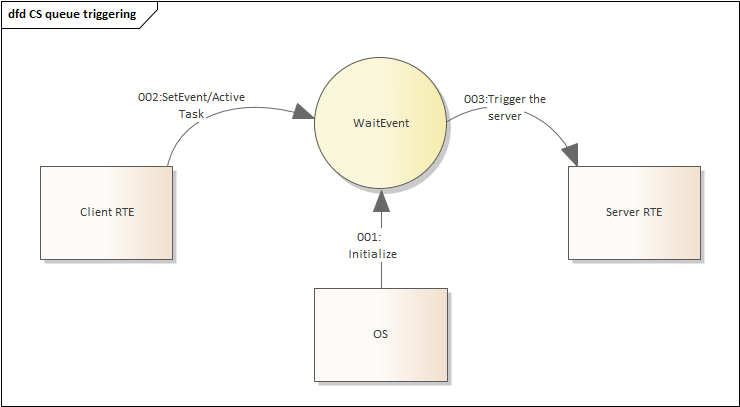 dfd CS queue triggering
002:SetEvent/Active
Task
WaitEvent
003:Trigger the
server
Client RTE
Server RTE
001:
Initialize
OS